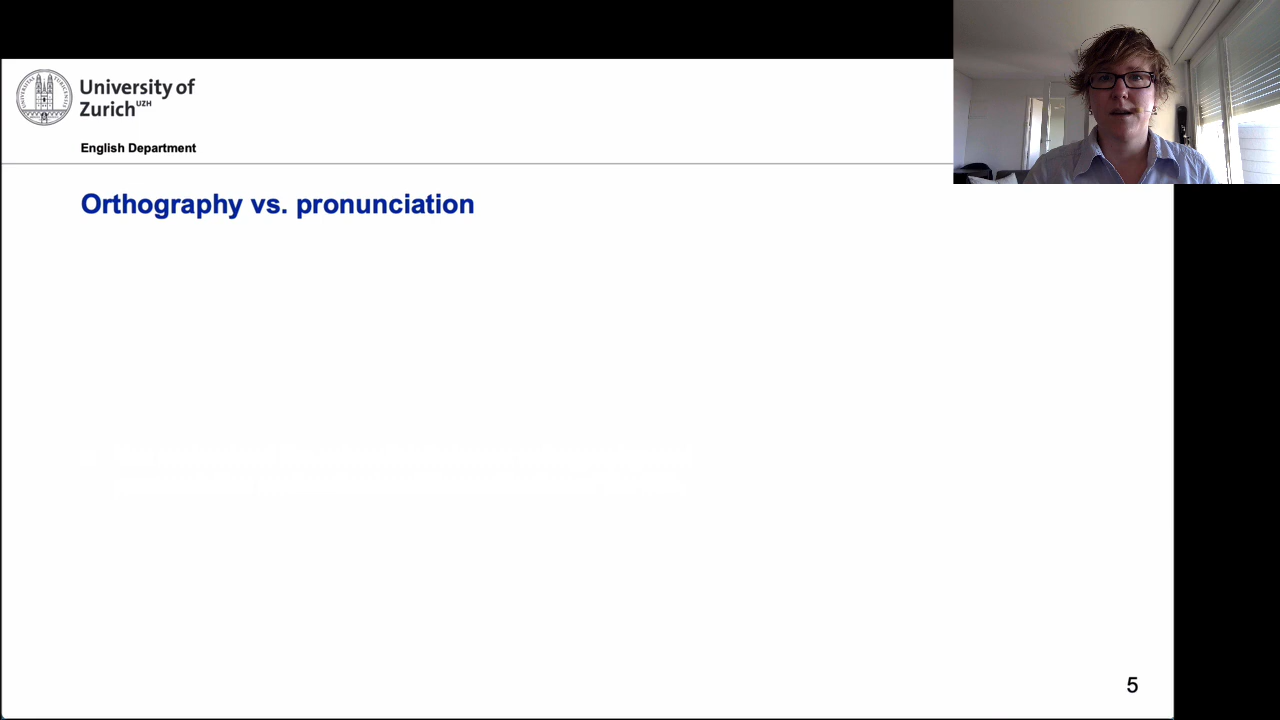 University of
Zurich UZH
English Department
Orthography vs. pronunciation
5